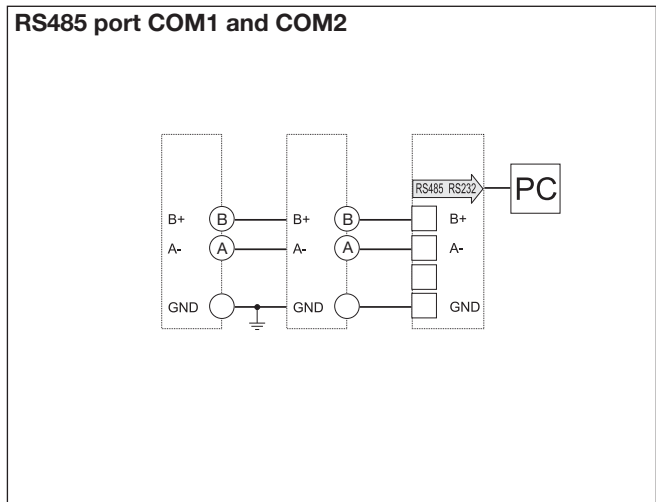 RS485 port COM1 and COM2
RS485 RS232
PC
B+ B B+ B B+
A- A A- A A-
GND GND GND